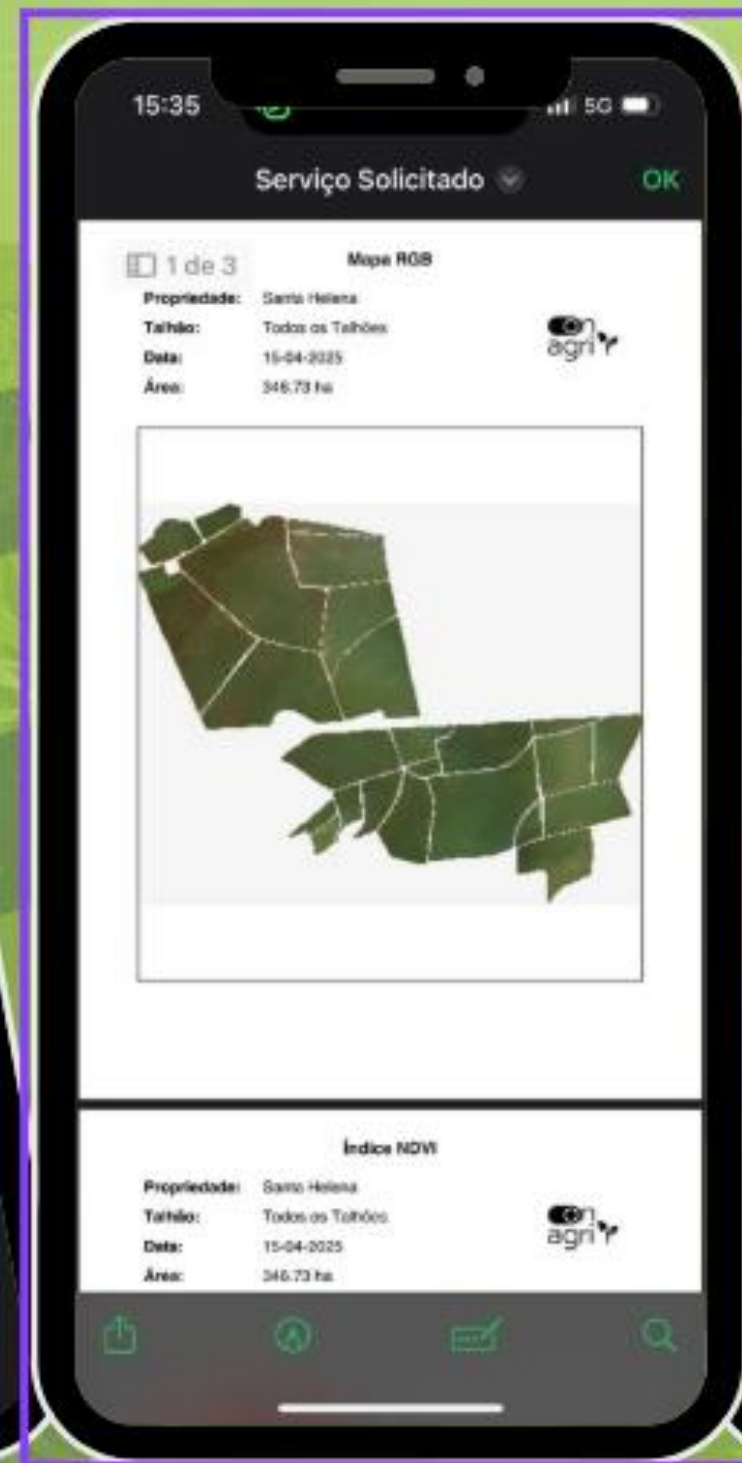 15:35
5G
Serviço Solicitado
OK
1 de 3
Mapa RGB
Propriedade: Santa Helena
Talhão: Todos os Talhões
Data: 15-04-2025
Área: 346.73 ha
on
agri
Índice NDVI
Propriedade: Santa Helena
Talhão: Todos os Talhões
Data: 15-04-2025
Área: 346.73 ha
on
agri